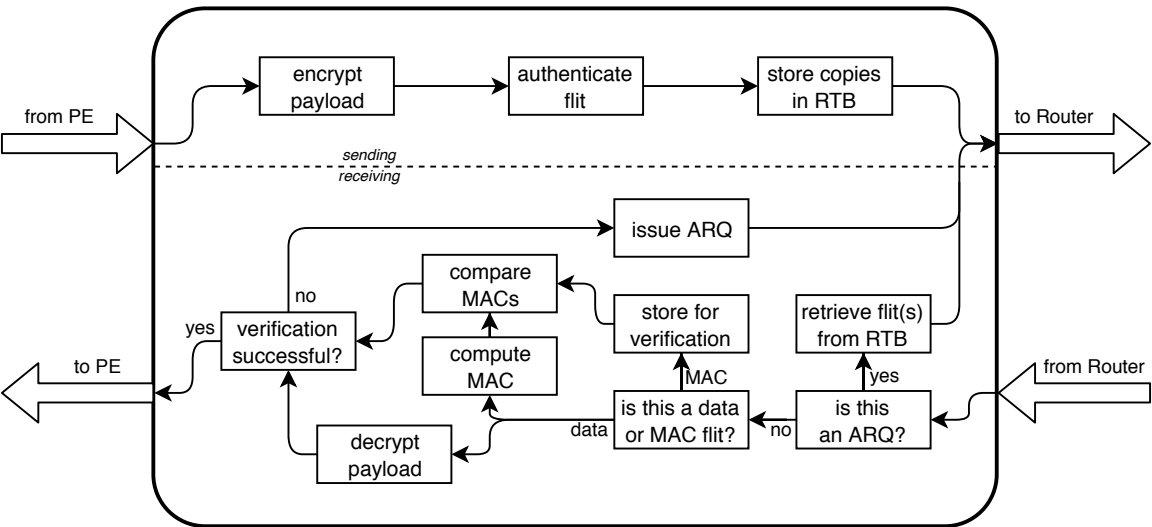 encrypt
payload
authenticate
flit
store copies
in RTB
from PE
to Router
sending
receiving
issue ARQ
compare
MACs
no
store for
verification
retrieve flit(s)
from RTB
yes
verification
successful?
compute
MAC
to PE
from Router
MAC
yes
is this a data
or MAC flit?
is this
an ARQ?
data
no
decrypt
payload